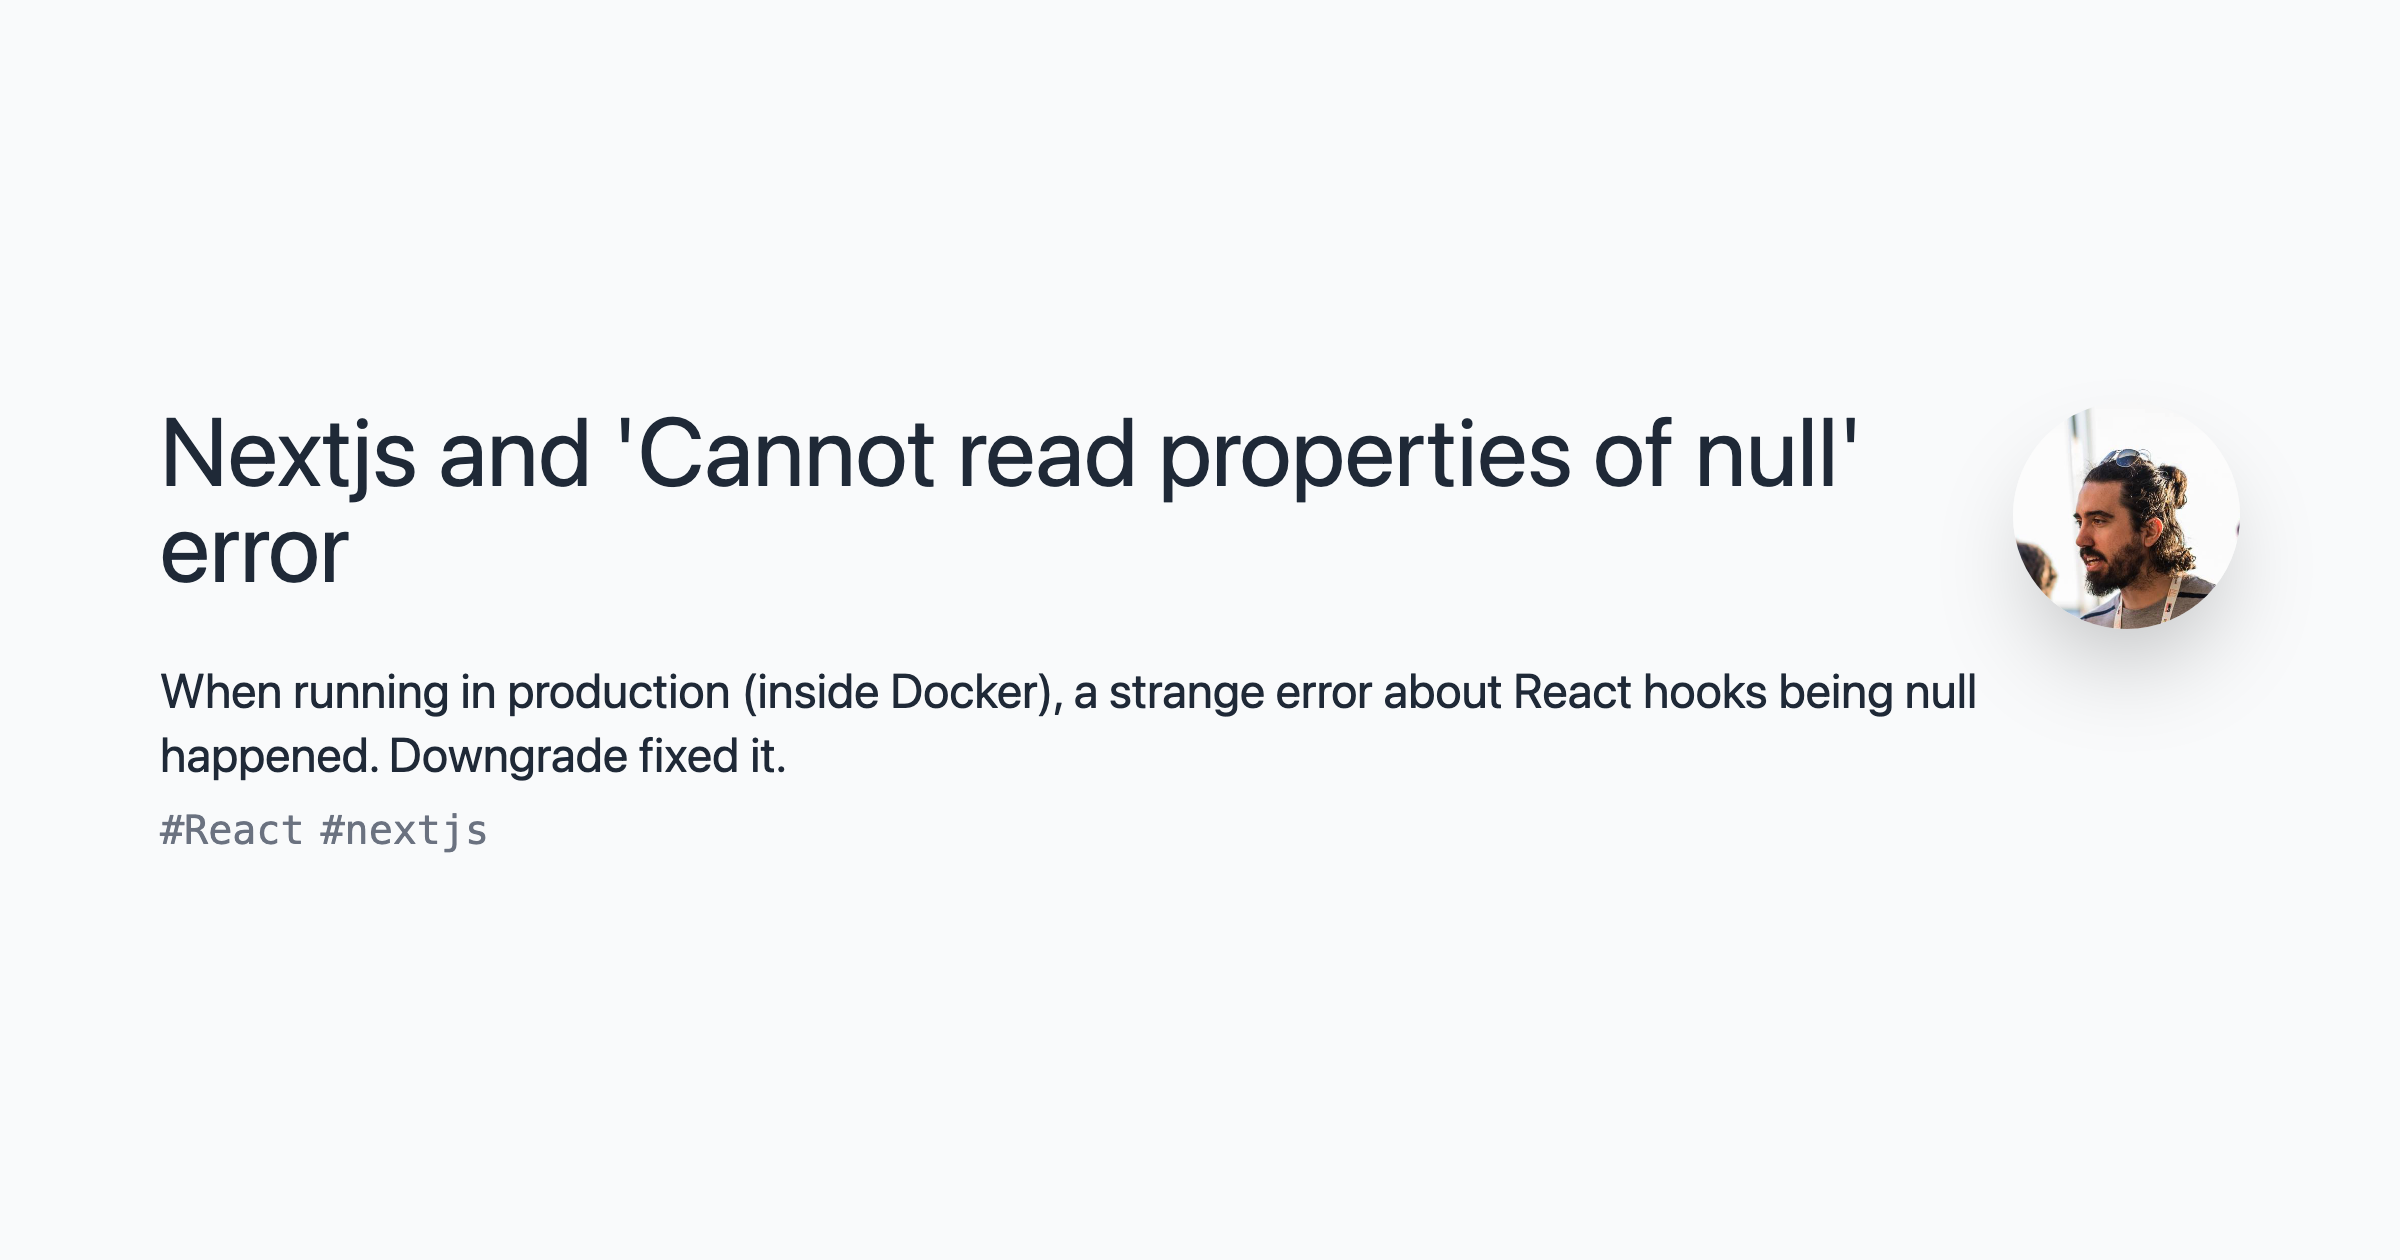 Nextjs and 'Cannot read properties of null'
error
When running in production (inside Docker), a strange error about React hooks being null
happened. Downgrade fixed it.
#React #nextjs